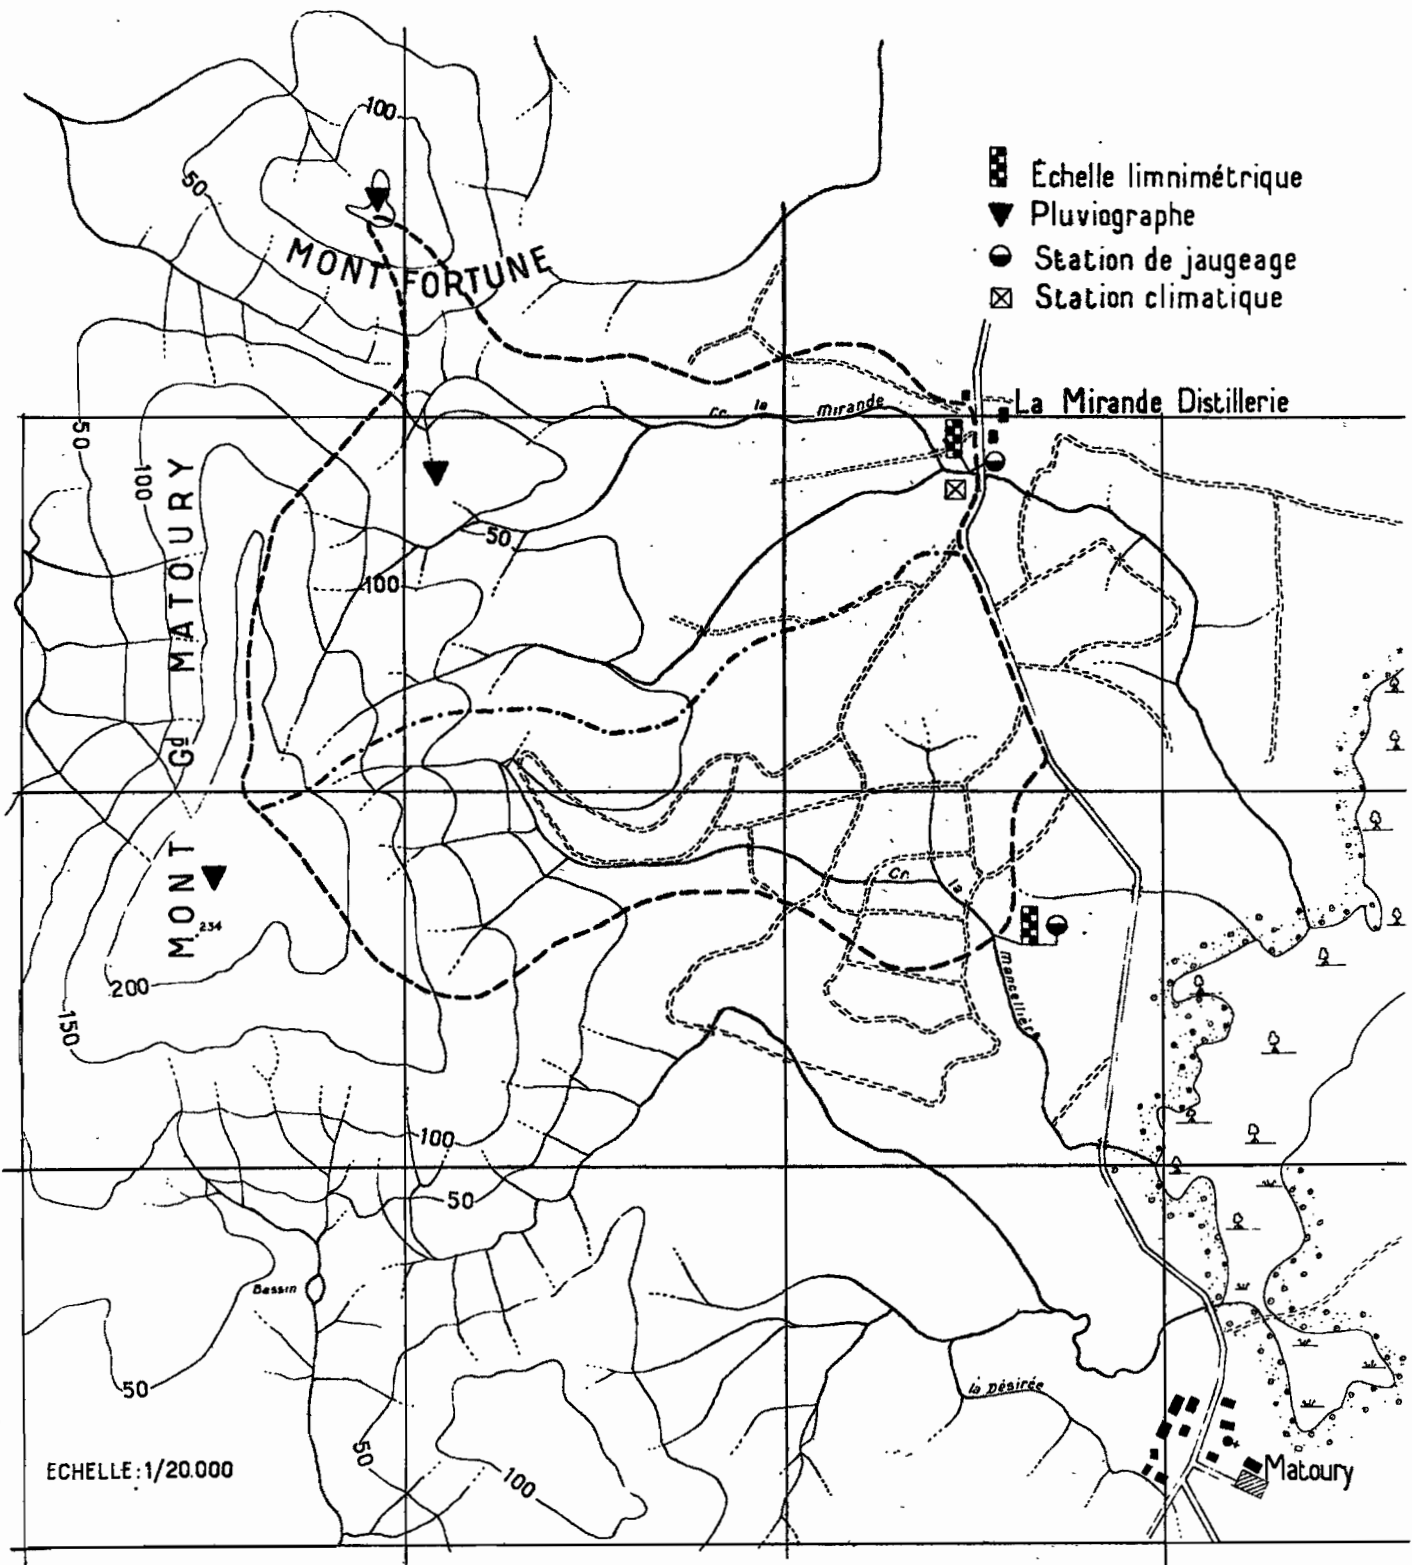 100
50
MONT FORTUNE
Échelle limnimétrique
Pluviographe
Station de jaugeage
Station climatique
La Mirande Distillerie
Cr. la Mirande
50
100
50
100
MONT Gd MATOURY
234
200
150
Cr. la Mancellière
100
50
Bassin
50
la Désirée
50
100
ECHELLE: 1/20.000
Matoury